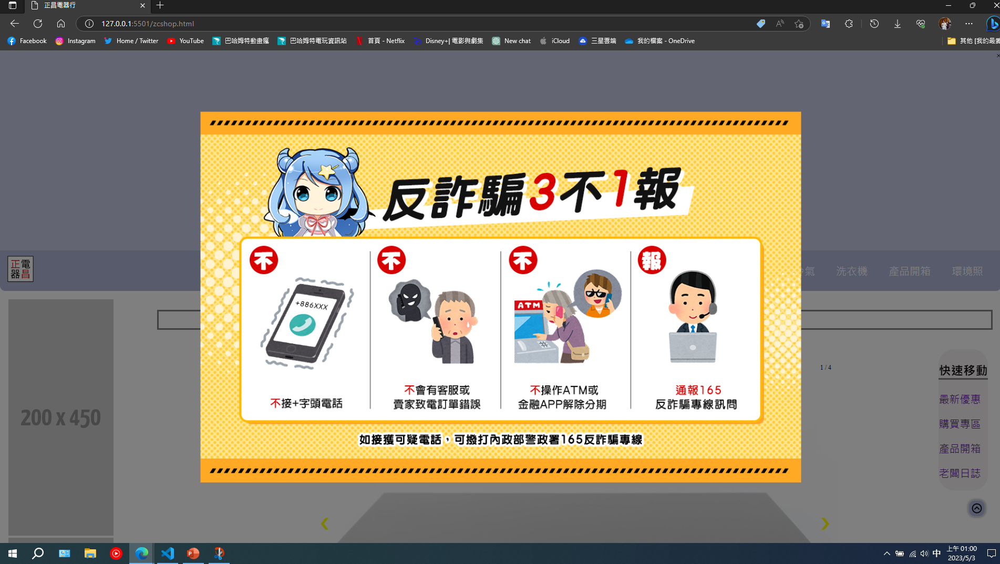 正昌電器行
127.0.0.1:5501/zcshop.html
Facebook
Instagram
Home / Twitter
YouTube
巴哈姆特動畫瘋
巴哈姆特電玩資訊站
首頁 - Netflix
Disney+| 電影與劇集
New chat
iCloud
三星雲端
我的檔案 - OneDrive
其他 [我的最愛
反詐騙3不1報
正電
器昌
冷氣
洗衣機
產品開箱
環境照
不
不
不
報
+886XXX
ATM
不接+字頭電話
不會有客服或
賣家致電訂單錯誤
不操作ATM或
金融APP解除分期
通報165
反詐騙專線訊問
如接獲可疑電話，可撥打內政部警政署165反詐騙專線
200 x 450
1 / 4
快速移動
最新優惠
購買專區
產品開箱
老闆日誌
中
上午 01:00
2023/5/3